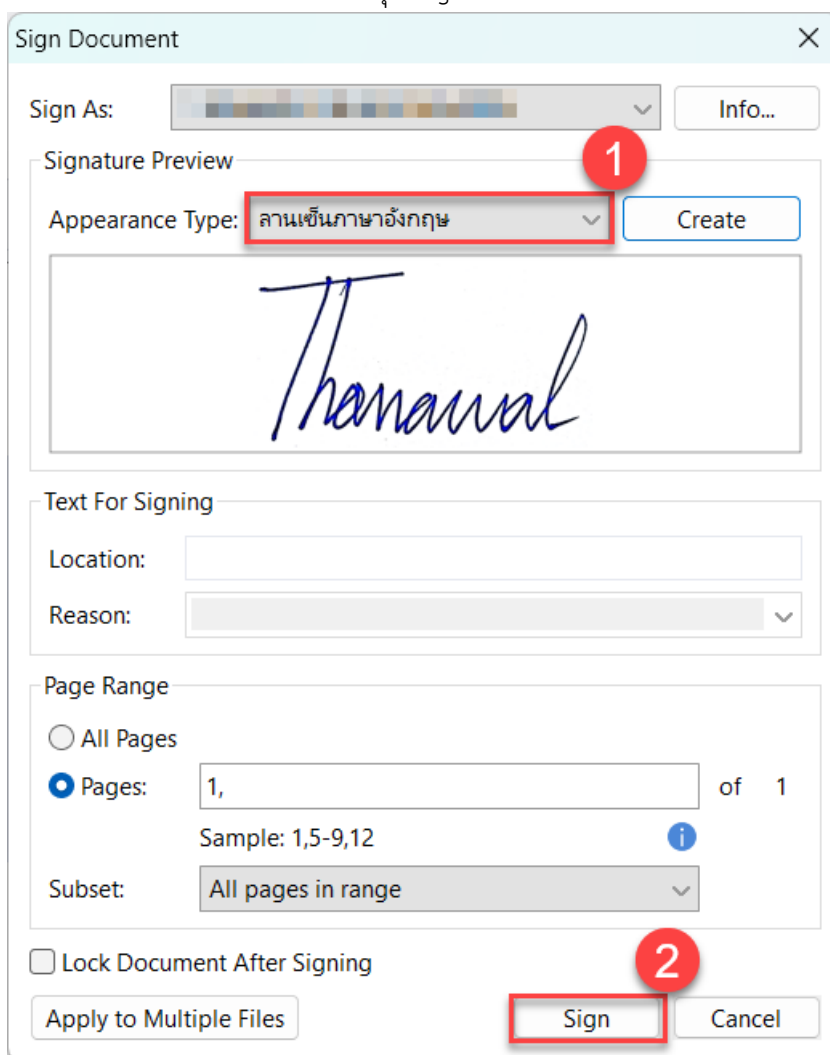 Sign Document
Sign As:
Info...
Signature Preview
1
Appearance Type: ลานเซ็นภาษาอังกฤษ
Create
Thanawal
Text For Signing
Location:
Reason:
Page Range
All Pages
Pages: 1, of 1
Sample: 1,5-9,12
Subset: All pages in range
Lock Document After Signing
2
Apply to Multiple Files
Sign
Cancel